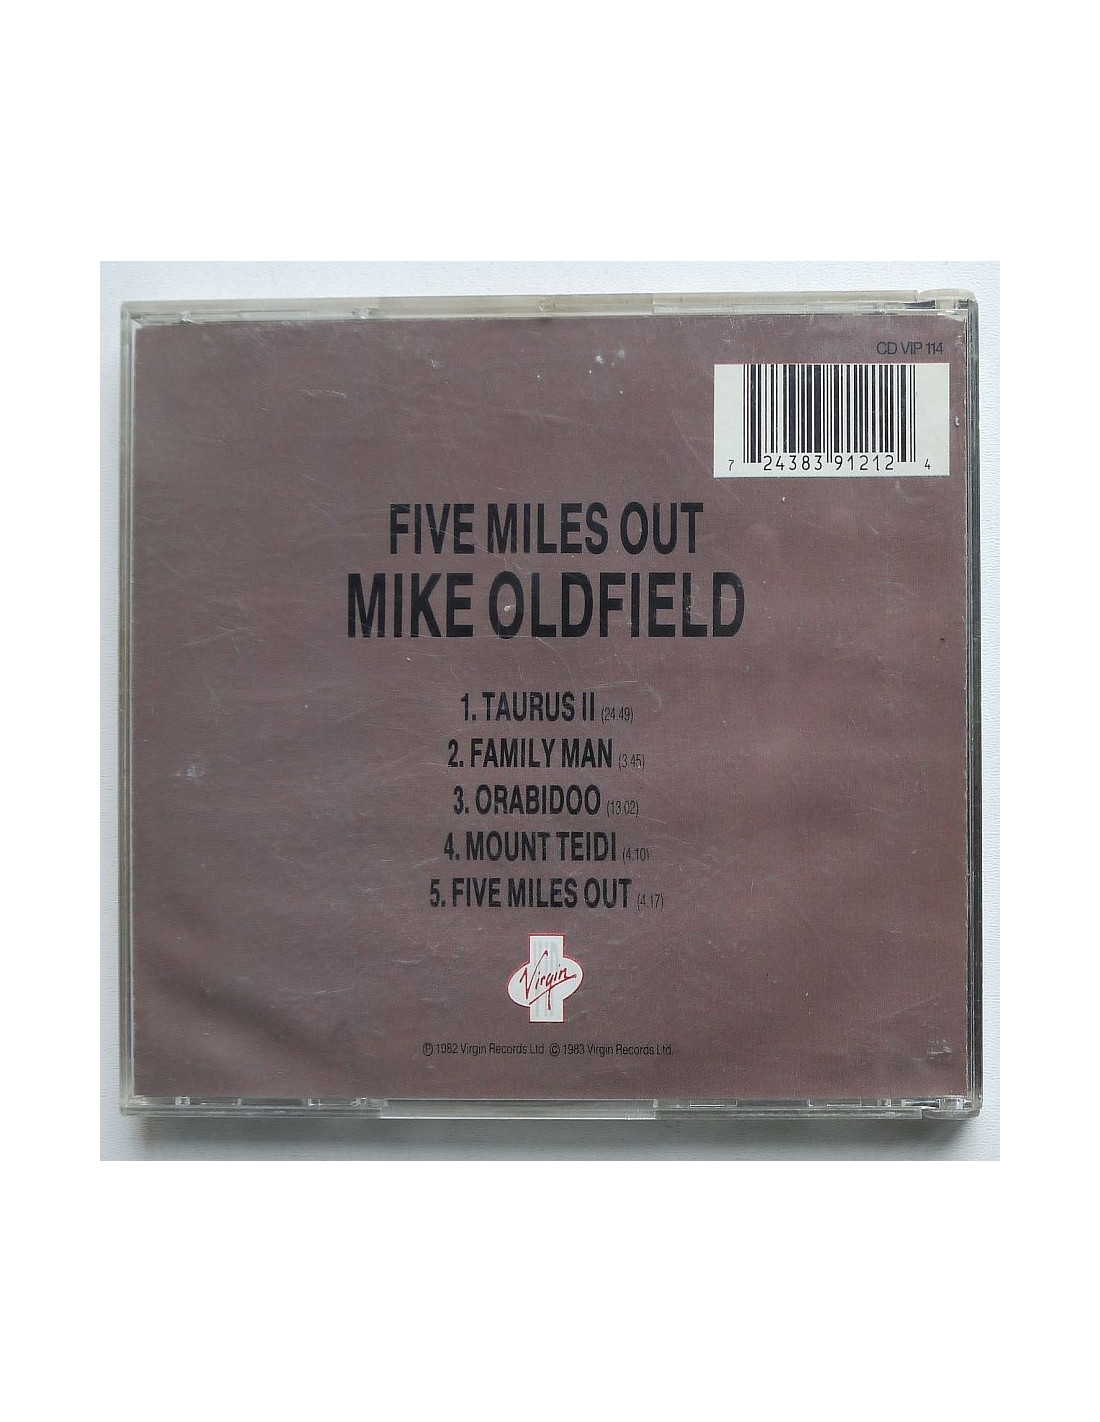 CD VIP 114
7 24383 91212 4
FIVE MILES OUT
MIKE OLDFIELD
1. TAURUS II (24.49)
2. FAMILY MAN (3.45)
3. ORABIDOO (13.02)
4. MOUNT TEIDI (4.10)
5. FIVE MILES OUT (4.17)
Virgin
℗ 1982 Virgin Records Ltd. © 1983 Virgin Records Ltd.